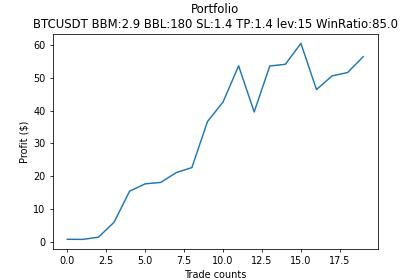 Portfolio
BTCUSDT BBM:2.9 BBL:180 SL:1.4 TP:1.4 lev:15 WinRatio:85.0
60
50
40
30
20
10
0
Profit ($)
0.0 2.5 5.0 7.5 10.0 12.5 15.0 17.5
Trade counts